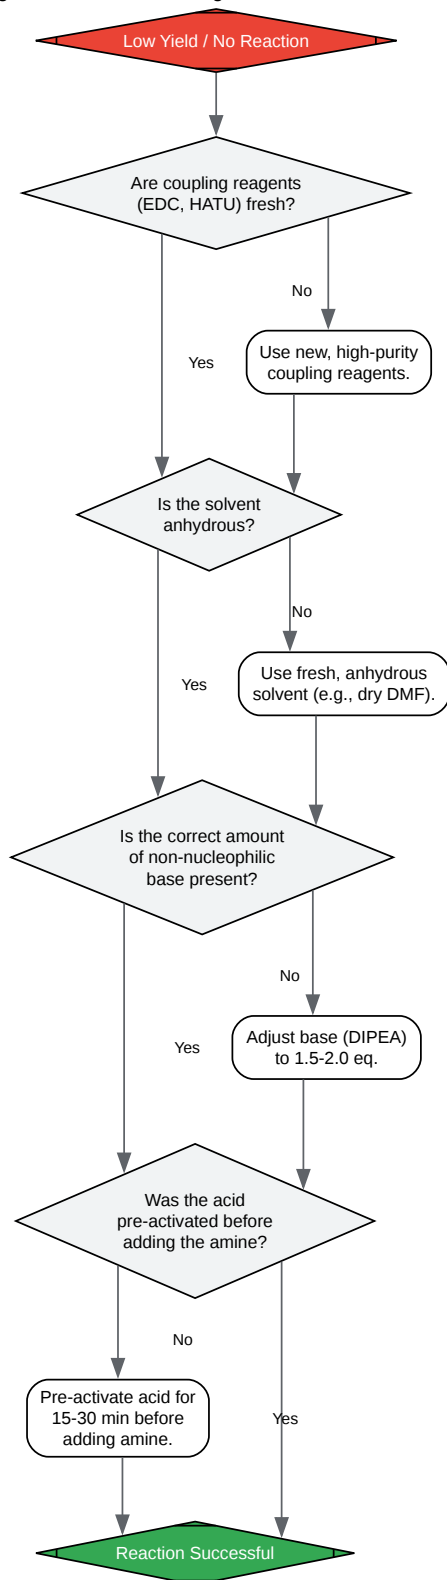 Low Yield / No Reaction
Are coupling reagents
(EDC, HATU) fresh?
No
Yes
Use new, high-purity
coupling reagents.
Is the solvent
anhydrous?
No
Yes
Use fresh, anhydrous
solvent (e.g., dry DMF).
Is the correct amount
of non-nucleophilic
base present?
No
Yes
Adjust base (DIPEA)
to 1.5-2.0 eq.
Was the acid
pre-activated before
adding the amine?
No
Pre-activate acid for
15-30 min before
adding amine.
Yes
Reaction Successful